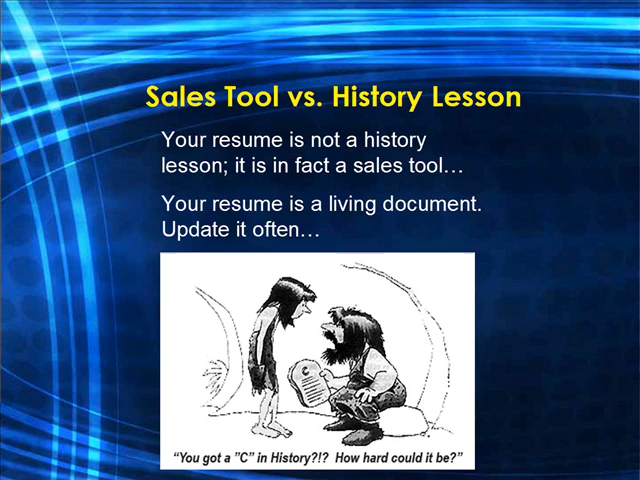 Sales Tool vs. History Lesson
Your resume is not a history
lesson; it is in fact a sales tool…
Your resume is a living document.
Update it often…
C
“You got a ”C” in History?!? How hard could it be?”